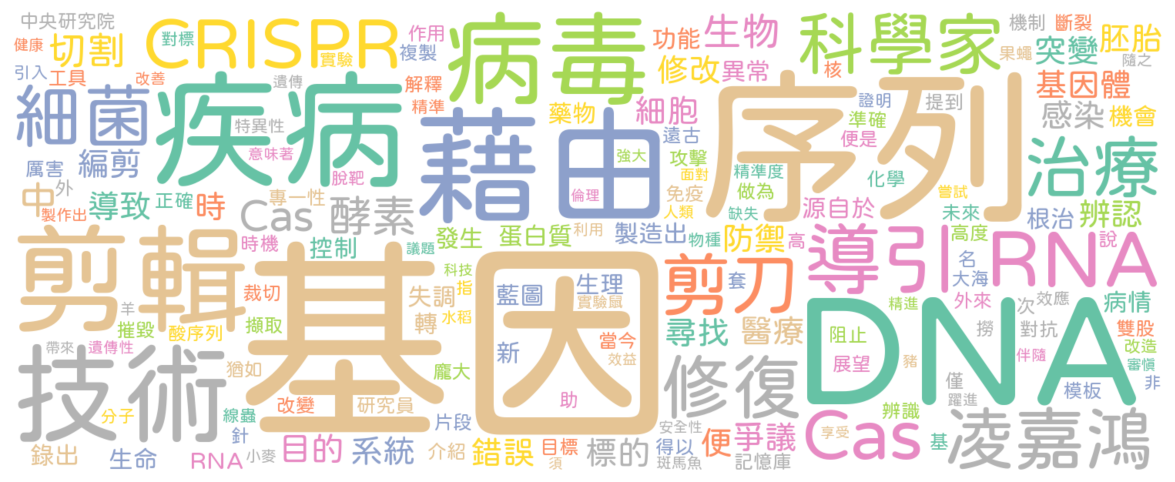 中央研究院
健康
切割
對標
CRISPR
實驗
作用
複製
病毒
功能
生物
科學家
機制
斷裂
胚胎
引入
工具
改善
遺傳
解釋
精準
修改
異常
核
果蠅
突變
隨之
細菌
疾病
特異性
藥物
細胞
序列
證明
提到
基因體
感染
機會
藉由
遠古
準確
便是
厲害
編剪
意味著
脫靶
強大
攻擊
面對
精準度
化學
治療
中
外
導致
正確
時
專一性
倫理
免疫
做為
嘗試
製作出
Cas
酵素
人類
缺失
源自於
未來
根治
辨認
剪輯
時機
控制
議題
發生
蛋白質
利用
製造出
物種
防禦
高
導引
高度
RNA
說
基因
科技
指
藍圖
生理
剪刀
套
名
大海
羊
裁切
失調
水稻
實驗鼠
精進
外來
次
效應
病情
摧毀
酸序列
擷取
轉
新
當今
尋找
醫療
DNA
撈
對抗
雙股
帶來
遺傳性
猶如
龐大
效益
阻止
伴隨
改造
技術
展望
豬
審慎
修復
僅
模板
非
分子
線蟲
改變
研究員
助
片段
躍進
針
安全性
Cas
辨識
凌嘉鴻
錄出
生命
RNA
小麥
目的
系統
介紹
錯誤
目標
須
標的
得以
斑馬魚
便
爭議
記憶庫
享受
基